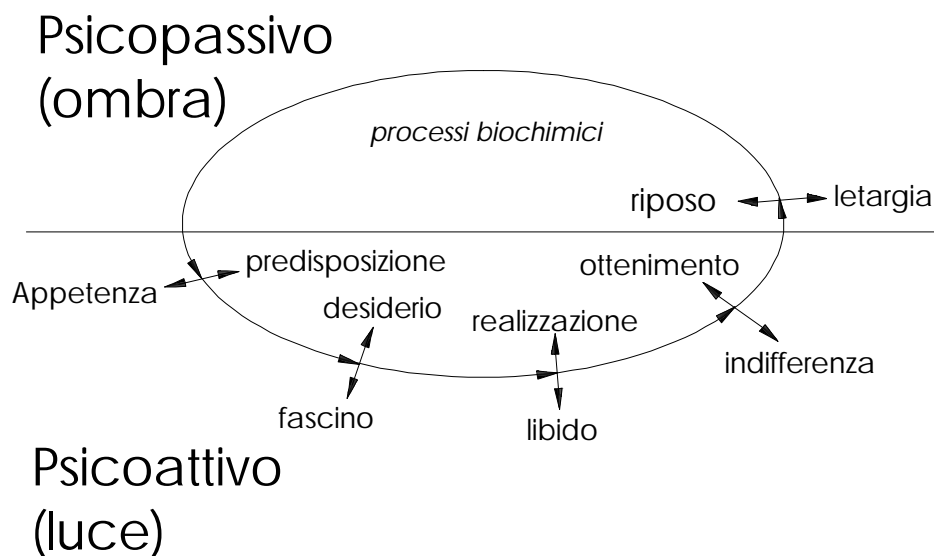 Psicopassivo
(ombra)
processi biochimici
riposo
letargia
predisposizione
Appetenza
ottenimento
desiderio
realizzazione
indifferenza
fascino
libido
Psicoattivo
(luce)